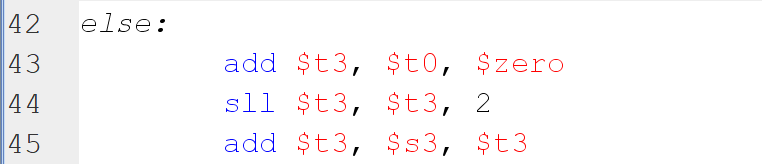 42 else:
43 add $t3, $t0, $zero
44 sll $t3, $t3, 2
45 add $t3, $s3, $t3